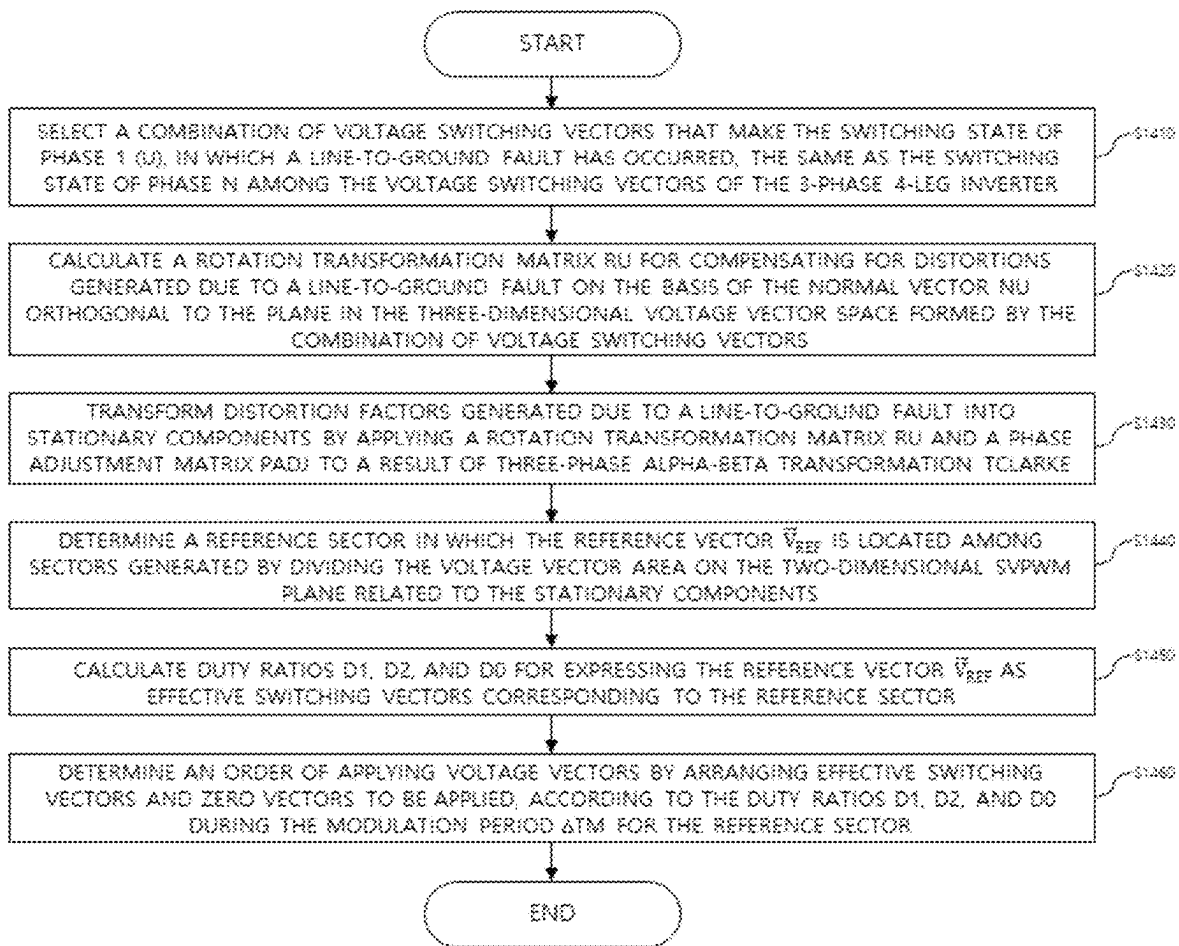 START
SELECT A COMBINATION OF VOLTAGE SWITCHING VECTORS THAT MAKE THE SWITCHING STATE OF
PHASE 1 (U), IN WHICH A LINE-TO-GROUND FAULT HAS OCCURRED, THE SAME AS THE SWITCHING
STATE OF PHASE N AMONG THE VOLTAGE SWITCHING VECTORS OF THE 3-PHASE 4-LEG INVERTER
S1410
CALCULATE A ROTATION TRANSFORMATION MATRIX RU FOR COMPENSATING FOR DISTORTIONS
GENERATED DUE TO A LINE-TO-GROUND FAULT ON THE BASIS OF THE NORMAL VECTOR NU
ORTHOGONAL TO THE PLANE IN THE THREE-DIMENSIONAL VOLTAGE VECTOR SPACE FORMED BY THE
COMBINATION OF VOLTAGE SWITCHING VECTORS
S1420
TRANSFORM DISTORTION FACTORS GENERATED DUE TO A LINE-TO-GROUND FAULT INTO
STATIONARY COMPONENTS BY APPLYING A ROTATION TRANSFORMATION MATRIX RU AND A PHASE
ADJUSTMENT MATRIX PADJ TO A RESULT OF THREE-PHASE ALPHA-BETA TRANSFORMATION TCLARKE
S1430
DETERMINE A REFERENCE SECTOR IN WHICH THE REFERENCE VECTOR V̅REF IS LOCATED AMONG
SECTORS GENERATED BY DIVIDING THE VOLTAGE VECTOR AREA ON THE TWO-DIMENSIONAL SVPWM
PLANE RELATED TO THE STATIONARY COMPONENTS
S1440
CALCULATE DUTY RATIOS D1, D2, AND D0 FOR EXPRESSING THE REFERENCE VECTOR V̅REF AS
EFFECTIVE SWITCHING VECTORS CORRESPONDING TO THE REFERENCE SECTOR
S1450
DETERMINE AN ORDER OF APPLYING VOLTAGE VECTORS BY ARRANGING EFFECTIVE SWITCHING
VECTORS AND ZERO VECTORS TO BE APPLIED, ACCORDING TO THE DUTY RATIOS D1, D2, AND D0
DURING THE MODULATION PERIOD ΔTM FOR THE REFERENCE SECTOR
S1460
END